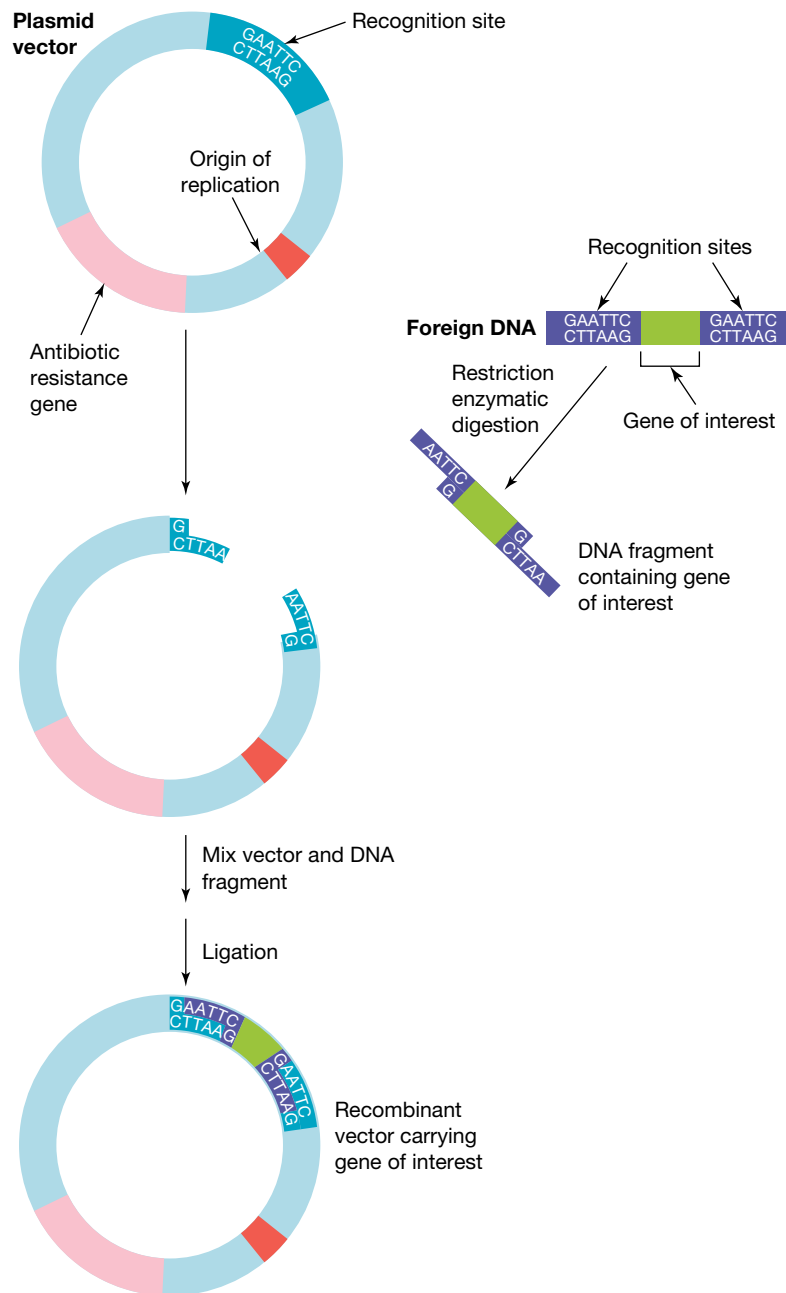 Plasmid
vector
Recognition site
GAATTC
CTTAAG
Origin of
replication
Antibiotic
resistance
gene
Recognition sites
Foreign DNA
GAATTC
CTTAAG
GAATTC
CTTAAG
Restriction
enzymatic
digestion
Gene of interest
AATTC
G
G
CTTAA
DNA fragment
containing gene
of interest
G
CTTAA
AATTC
G
Mix vector and DNA
fragment
Ligation
GAATTC
CTTAAG
GAATTC
CTTAAG
Recombinant
vector carrying
gene of interest